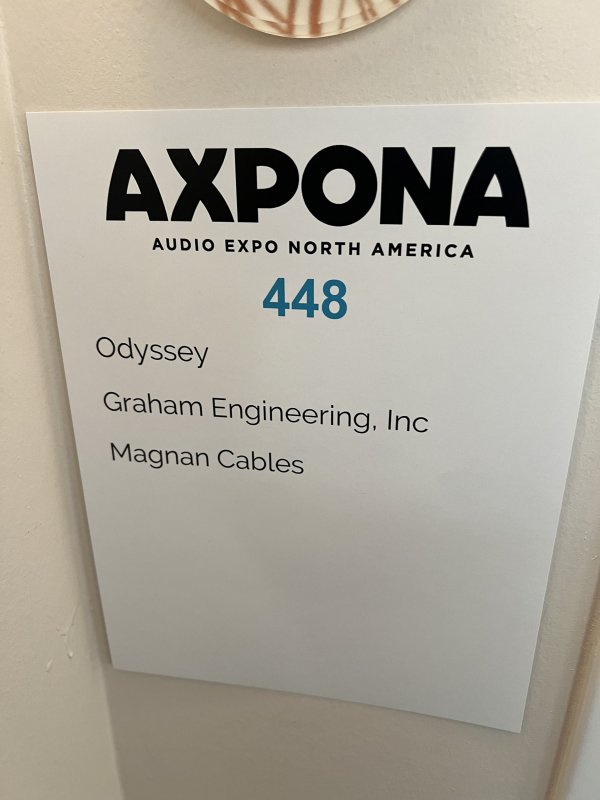 AXPONA
AUDIO EXPO NORTH AMERICA
448
Odyssey
Graham Engineering, Inc
Magnan Cables